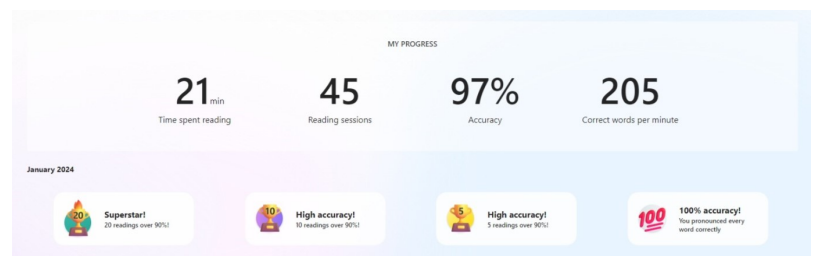 MY PROGRESS
21 min
45
97%
205
Time spent reading
Reading sessions
Accuracy
Correct words per minute
January 2024
20
Superstar!
20 readings over 90%!
10
High accuracy!
10 readings over 90%!
5
High accuracy!
5 readings over 90%!
100
100% accuracy!
You pronounced every
word correctly